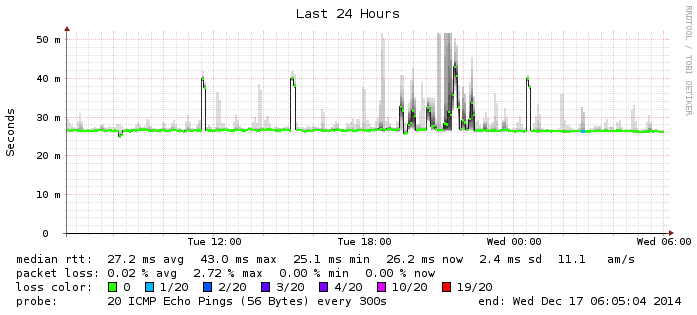 Last 24 Hours
RRDTOOL / TOBI OETIKER
Seconds
50 m
40 m
30 m
20 m
10 m
0
Tue 12:00 Tue 18:00 Wed 00:00 Wed 06:00
median rtt: 27.2 ms avg 43.0 ms max 25.1 ms min 26.2 ms now 2.4 ms sd 11.1 am/s
packet loss: 0.02 % avg 2.72 % max 0.00 % min 0.00 % now
loss color: 0 1/20 2/20 3/20 4/20 10/20 19/20
probe: 20 ICMP Echo Pings (56 Bytes) every 300s end: Wed Dec 17 06:05:04 2014